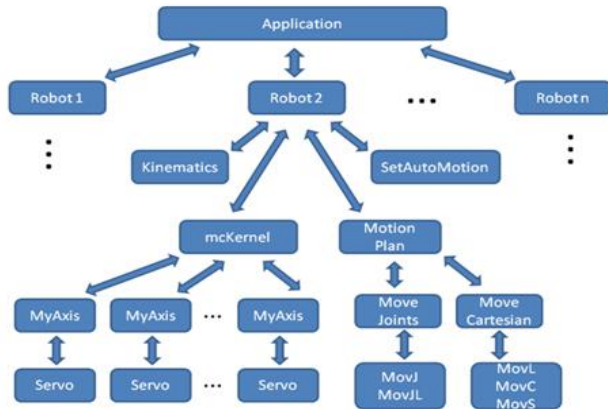 Application
Robot 1
Robot 2
...
Robot n
Kinematics
SetAutoMotion
mcKernel
Motion
Plan
MyAxis
MyAxis
...
MyAxis
Move
Joints
Move
Cartesian
Servo
Servo
...
Servo
MovJ
MovJL
MovL
MovC
MovS